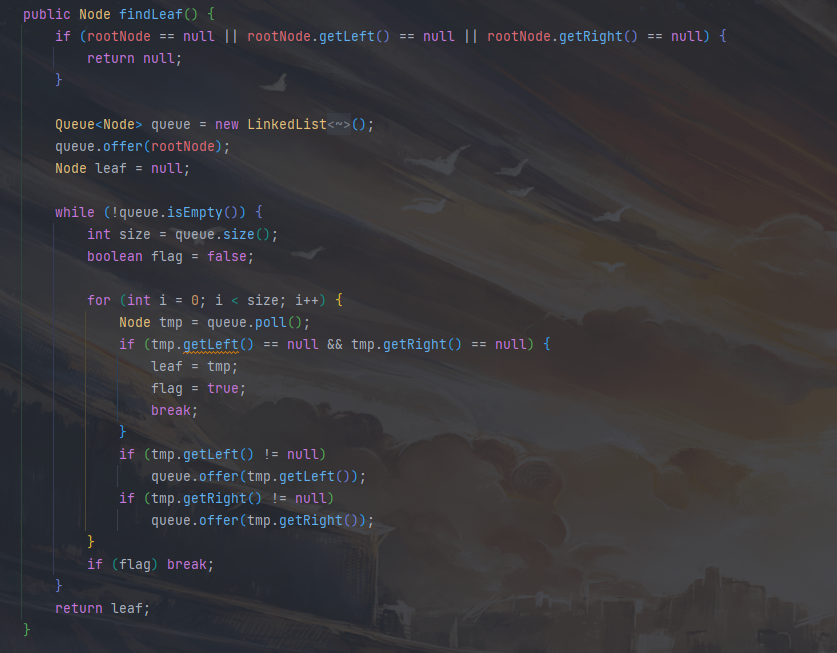 public Node findLeaf() {
    if (rootNode == null || rootNode.getLeft() == null || rootNode.getRight() == null) {
        return null;
    }

    Queue<Node> queue = new LinkedList<~>();
    queue.offer(rootNode);
    Node leaf = null;

    while (!queue.isEmpty()) {
        int size = queue.size();
        boolean flag = false;

        for (int i = 0; i < size; i++) {
            Node tmp = queue.poll();
            if (tmp.getLeft() == null && tmp.getRight() == null) {
                leaf = tmp;
                flag = true;
                break;
            }
            if (tmp.getLeft() != null)
                queue.offer(tmp.getLeft());
            if (tmp.getRight() != null)
                queue.offer(tmp.getRight());
        }
        if (flag) break;
    }
    return leaf;
}